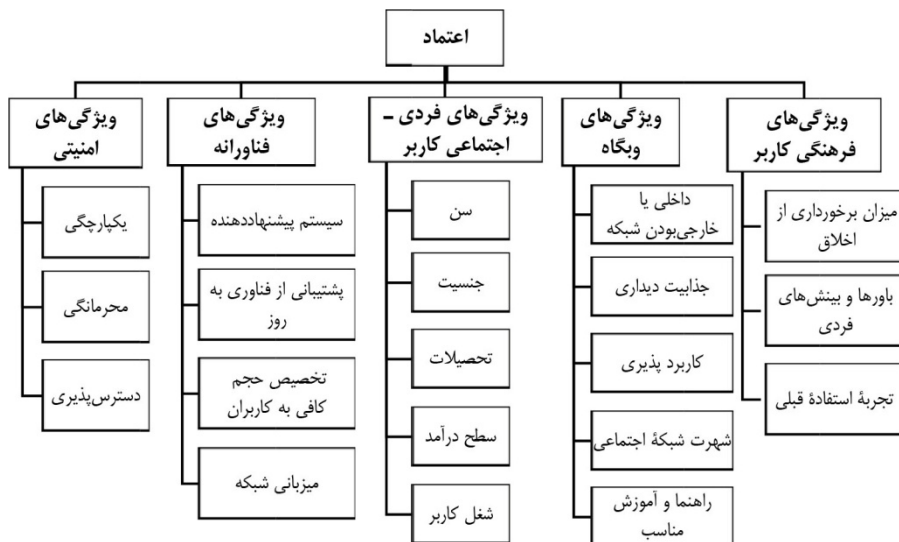 اعتماد
ویژگی‌های
فرهنگی کاربر
میزان برخورداری از
اخلاق
باورها و بینش‌های
فردی
تجربۀ استفادۀ قبلی
ویژگی‌های
وبگاه
داخلی یا
خارجی‌بودن شبکه
جذابیت دیداری
کاربرد پذیری
شهرت شبکۀ اجتماعی
راهنما و آموزش
مناسب
ویژگی‌های فردی –
اجتماعی کاربر
سن
جنسیت
تحصیلات
سطح درآمد
شغل کاربر
ویژگی‌های
فناورانه
سیستم پیشنهاددهنده
پشتیبانی از فناوری به
روز
تخصیص حجم
کافی به کاربران
میزبانی شبکه
ویژگی‌های
امنیتی
یکپارچگی
محرمانگی
دسترس‌پذیری